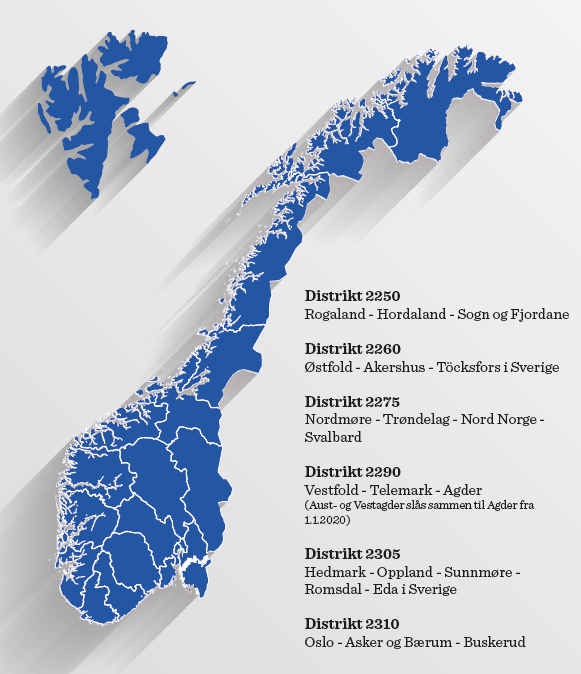 Distrikt 2250
Rogaland - Hordaland - Sogn og Fjordane
Distrikt 2260
Østfold - Akershus - Töcksfors i Sverige
Distrikt 2275
Nordmøre - Trøndelag - Nord Norge -
Svalbard
Distrikt 2290
Vestfold - Telemark - Agder
(Aust- og Vestagder slås sammen til Agder fra
1.1.2020)
Distrikt 2305
Hedmark - Oppland - Sunnmøre -
Romsdal - Eda i Sverige
Distrikt 2310
Oslo - Asker og Bærum - Buskerud